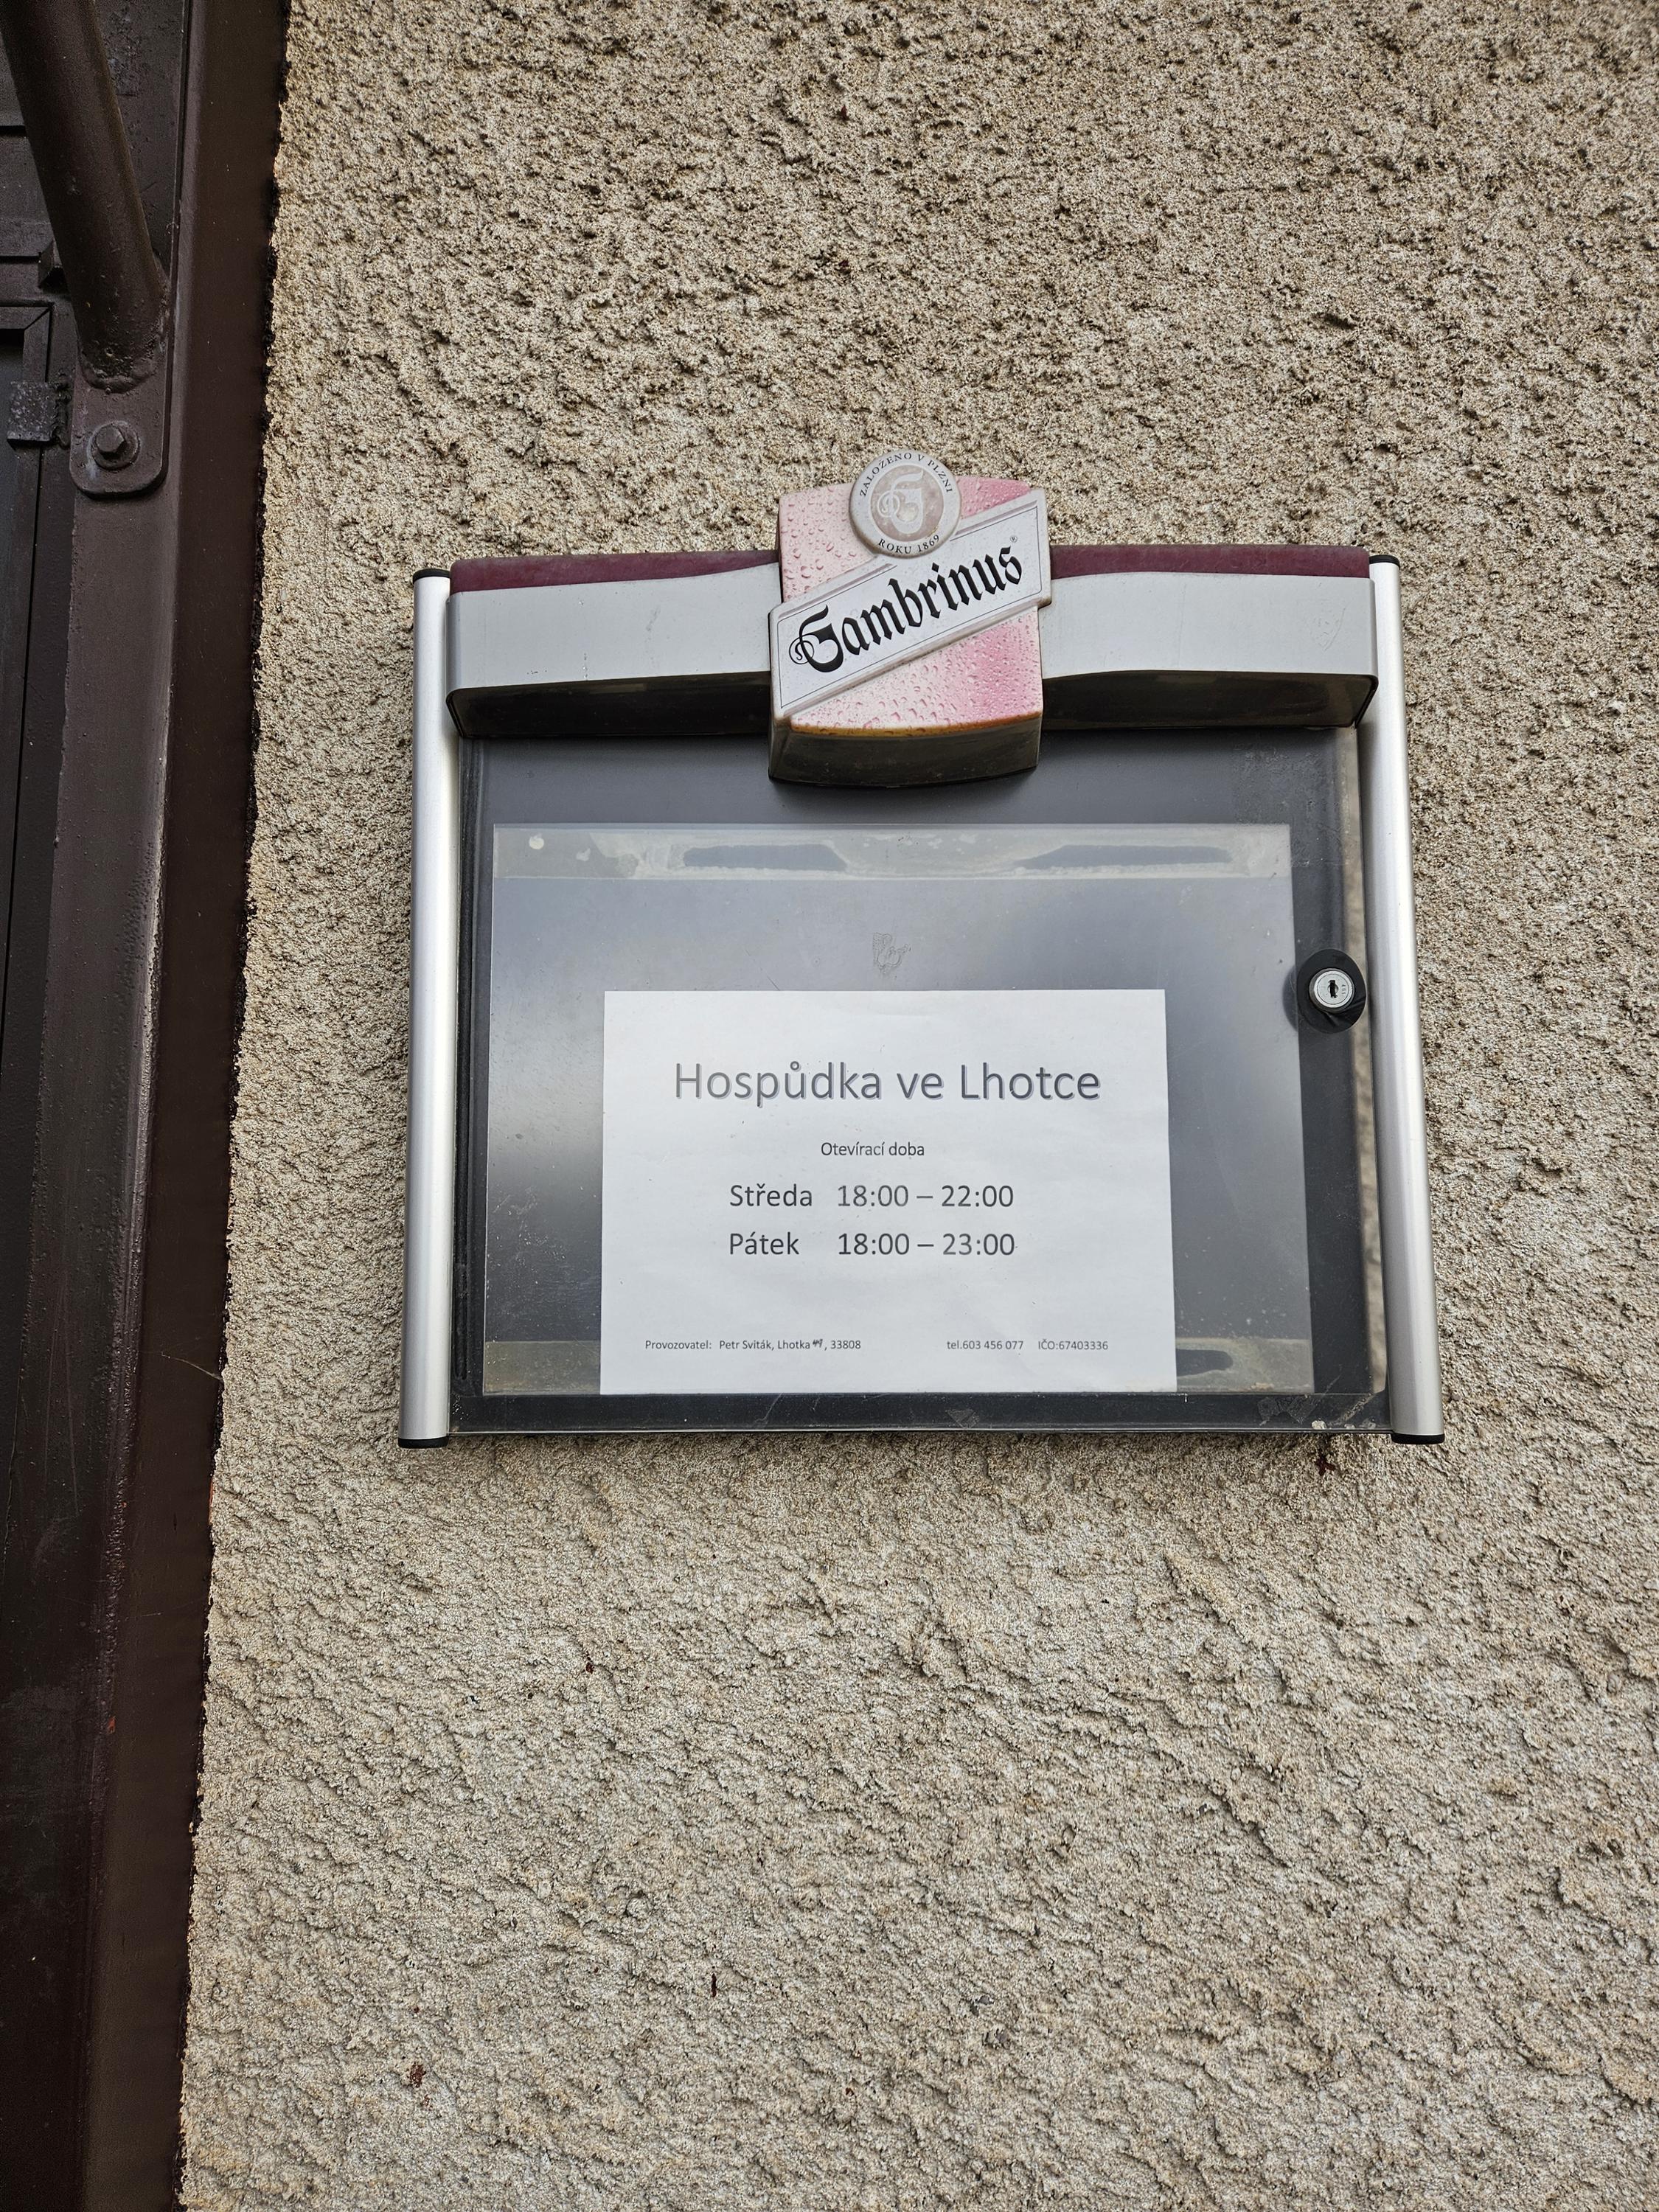 ZALOŽENO V PLZNI
ROKU 1869
Gambrinus®
Hospůdka ve Lhotce
Otevírací doba
Středa 18:00 – 22:00
Pátek 18:00 – 23:00
Provozovatel: Petr Sviták, Lhotka , 33808 tel.603 456 077 IČO:67403336